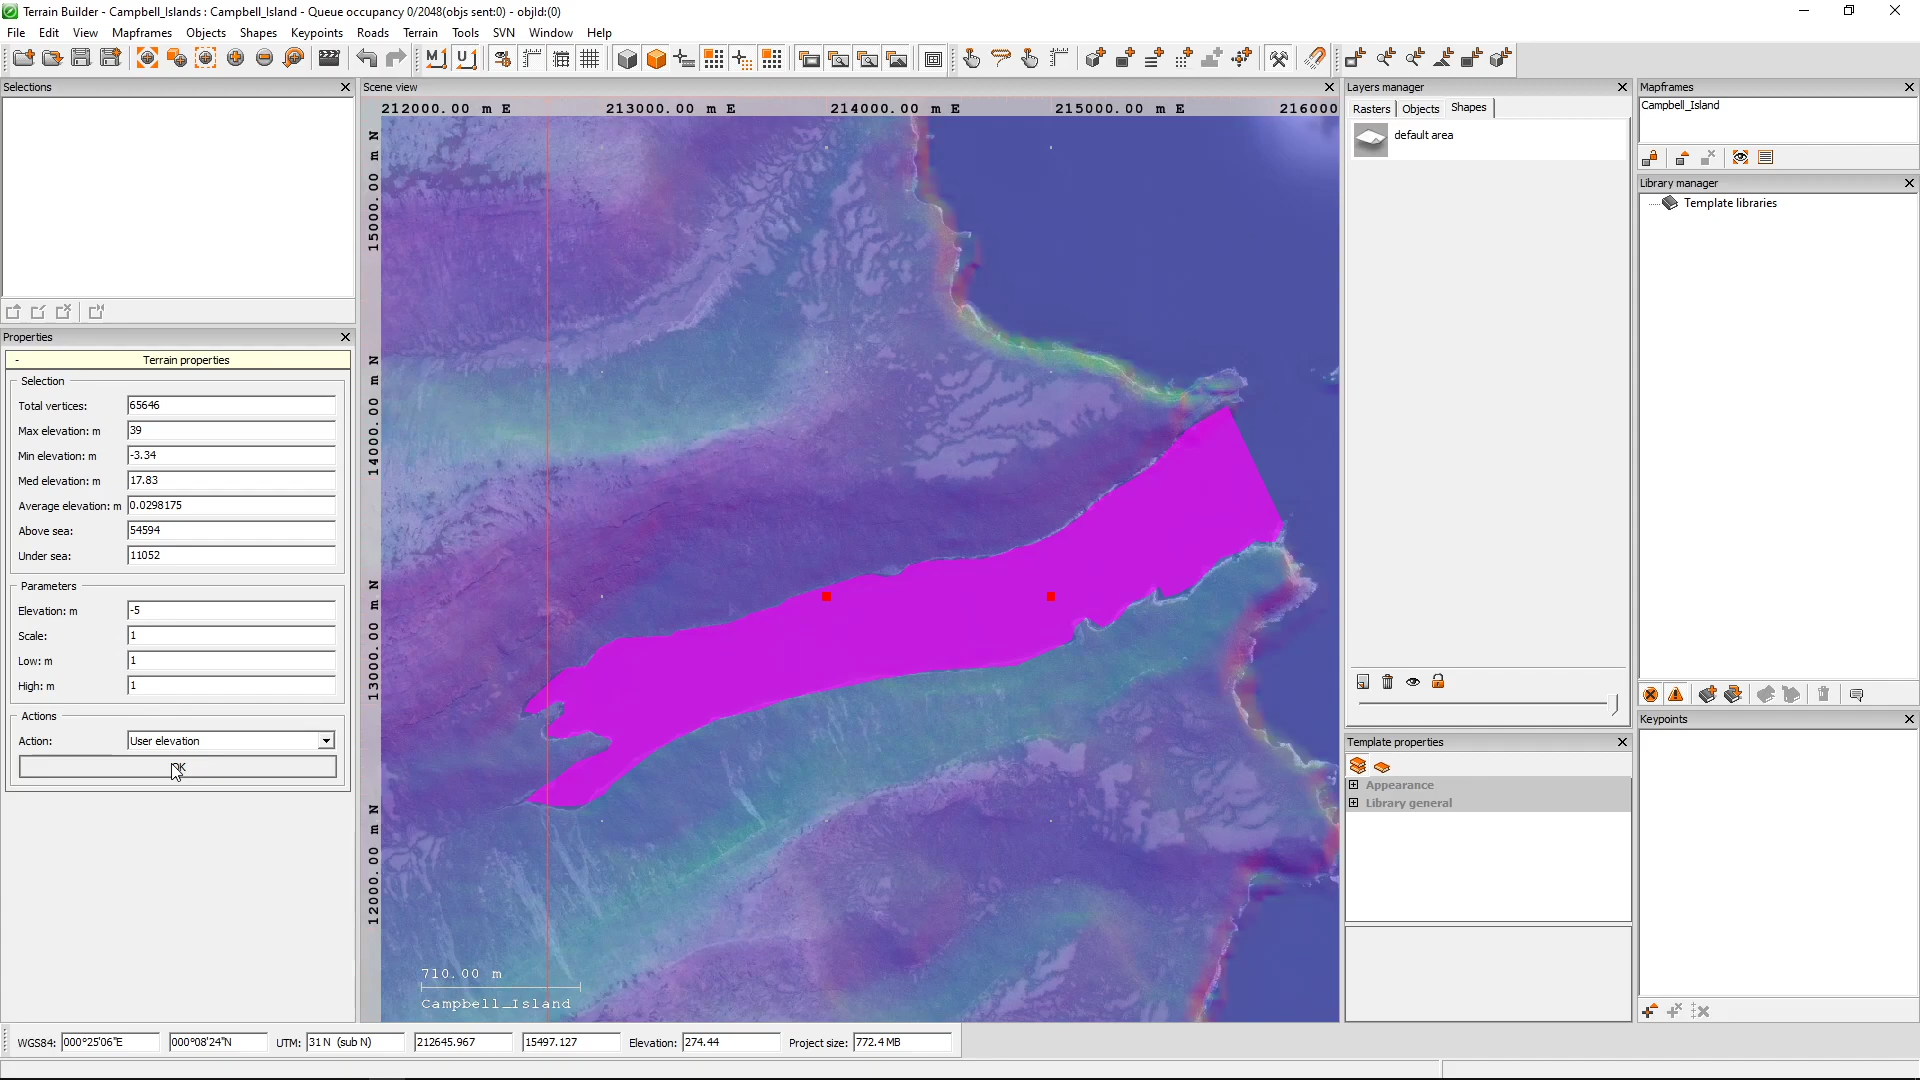 Terrain Builder - Campbell_Islands : Campbell_Island - Queue occupancy 0/2048(objs sent:0) - objId:(0)
File Edit View Mapframes Objects Shapes Keypoints Roads Terrain Tools SVN Window Help
Selections
Properties
- Terrain properties
Selection
Total vertices: 65646
Max elevation: m 39
Min elevation: m -3.34
Med elevation: m 17.83
Average elevation: m 0.0298175
Above sea: 54594
Under sea: 11052
Parameters
Elevation: m -5
Scale: 1
Low: m 1
High: m 1
Actions
Action: User elevation
OK
Scene view
212000.00 m E 213000.00 m E 214000.00 m E 215000.00 m E 216000
15000.00 m N
14000.00 m N
13000.00 m N
12000.00 m N
710.00 m
Campbell_Island
Layers manager
Rasters Objects Shapes
default area
Template properties
Appearance
Library general
Mapframes
Campbell_Island
Library manager
Template libraries
Keypoints
WGS84: 000°25'06"E 000°08'24"N UTM: 31 N (sub N) 212645.967 15497.127 Elevation: 274.44 Project size: 772.4 MB